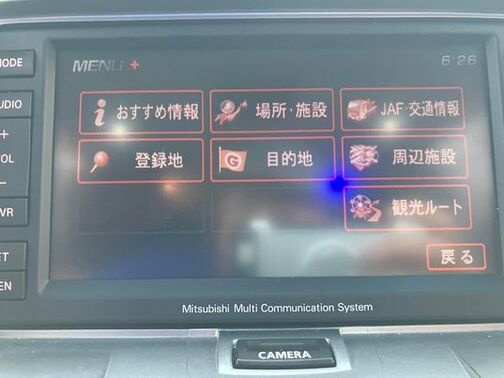 MENU
6:26
MODE
おすすめ情報
場所・施設
JAF・交通情報
AUDIO
+
VOL
−
登録地
G
目的地
周辺施設
観光ルート
戻る
Mitsubishi Multi Communication System
CAMERA